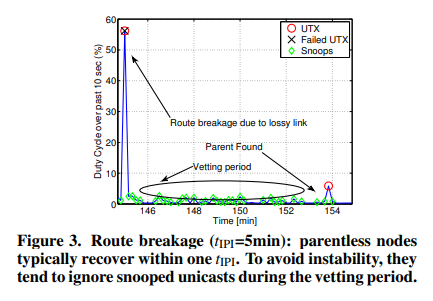 60
50
40
30
20
10
0
Duty Cycle over past 10 sec (%)
UTX
Failed UTX
Snoops
Route breakage due to lossy link
Parent Found
Vetting period
146 148 150 152 154
Time [min]
Figure 3. Route breakage (tIPI=5min): parentless nodes
typically recover within one tIPI. To avoid instability, they
tend to ignore snooped unicasts during the vetting period.